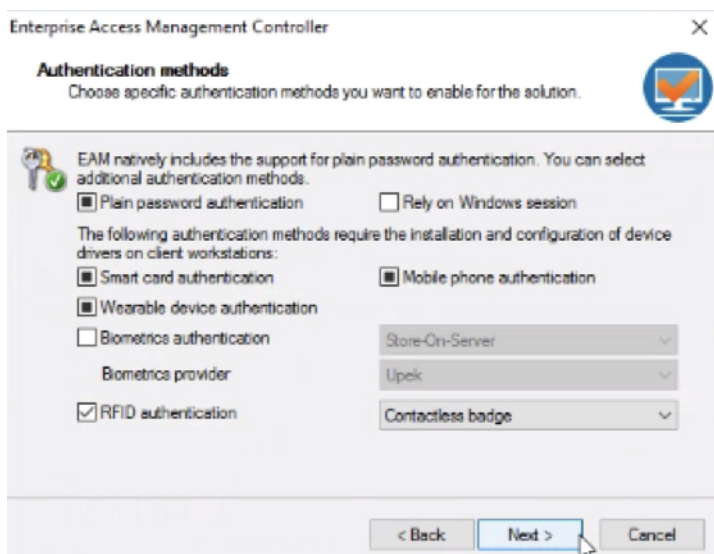 Enterprise Access Management Controller
Authentication methods
Choose specific authentication methods you want to enable for the solution.
EAM natively includes the support for plain password authentication. You can select
additional authentication methods.
Plain password authentication
Rely on Windows session
The following authentication methods require the installation and configuration of device
drivers on client workstations:
Smart card authentication
Mobile phone authentication
Wearable device authentication
Biometrics authentication
Store-On-Server
Biometrics provider
Upek
RFID authentication
Contactless badge
< Back
Next >
Cancel